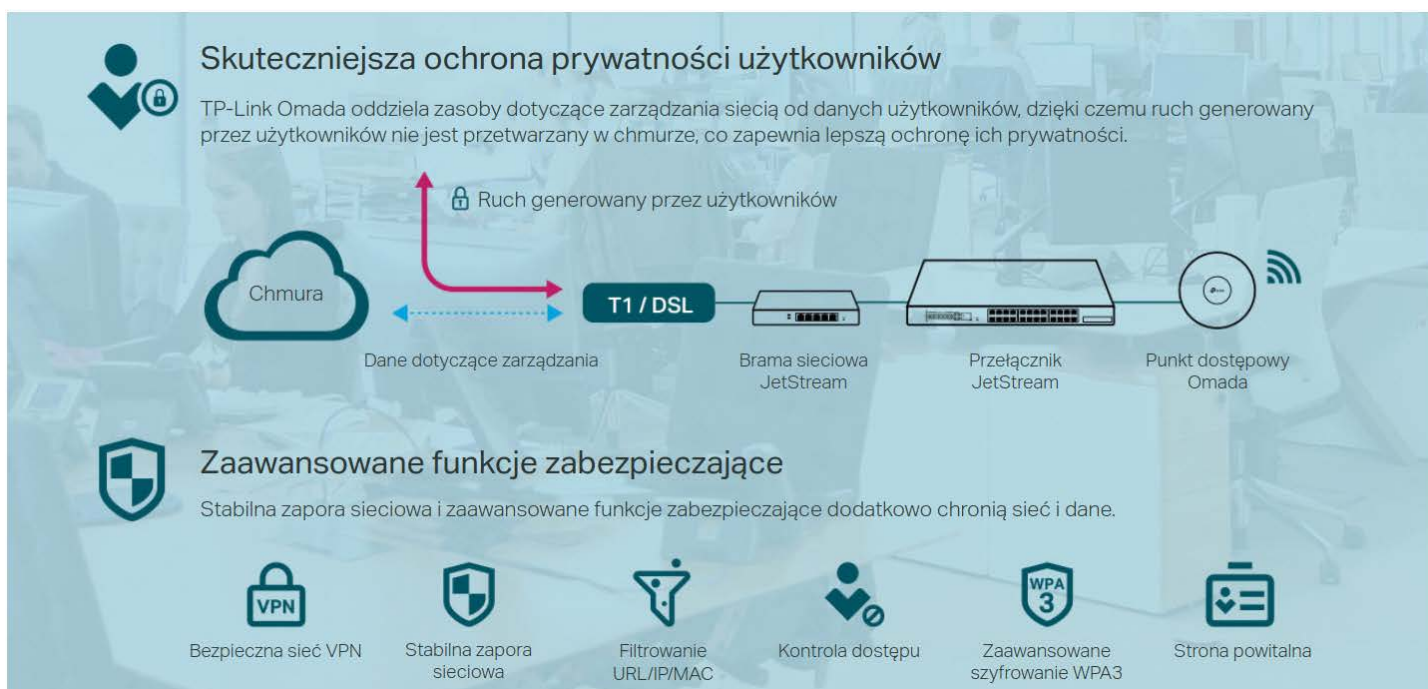 Skuteczniejsza ochrona prywatności użytkowników
TP-Link Omada oddziela zasoby dotyczące zarządzania siecią od danych użytkowników, dzięki czemu ruch generowany
przez użytkowników nie jest przetwarzany w chmurze, co zapewnia lepszą ochronę ich prywatności.
Ruch generowany przez użytkowników
Chmura
T1 / DSL
Dane dotyczące zarządzania
Brama sieciowa
JetStream
Przełącznik
JetStream
Punkt dostępowy
Omada
Zaawansowane funkcje zabezpieczające
Stabilna zapora sieciowa i zaawansowane funkcje zabezpieczające dodatkowo chronią sieć i dane.
VPN
Bezpieczna sieć VPN
Stabilna zapora
sieciowa
Filtrowanie
URL/IP/MAC
Kontrola dostępu
WPA
3
Zaawansowane
szyfrowanie WPA3
Strona powitalna